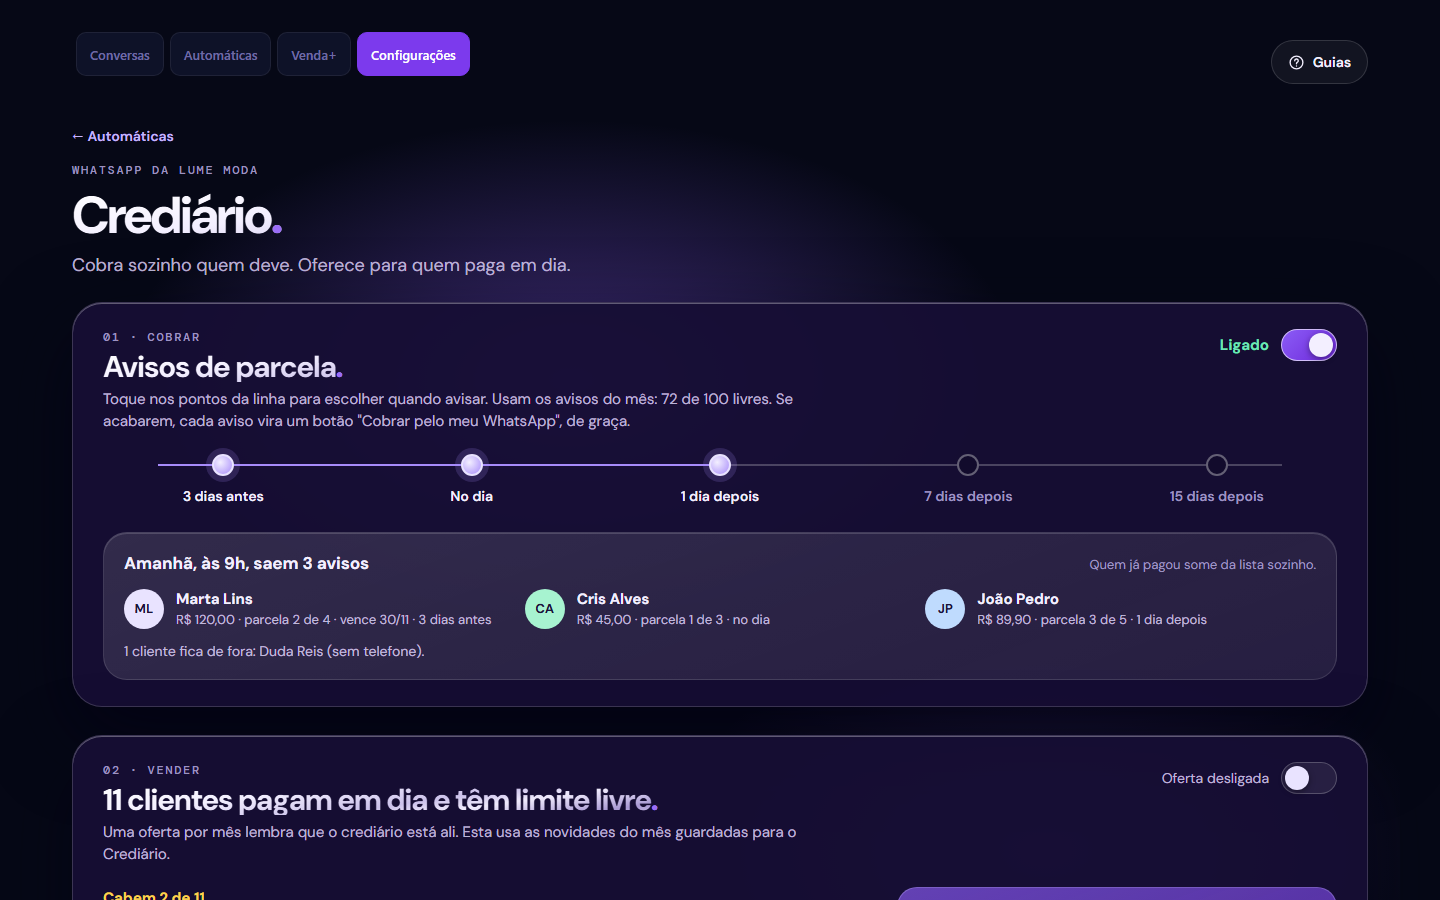 Conversas
Automáticas
Venda+
Configurações
Guias
← Automáticas
WHATSAPP DA LUME MODA
Crediário.
Cobra sozinho quem deve. Oferece para quem paga em dia.
01 · COBRAR
Ligado
Avisos de parcela.
Toque nos pontos da linha para escolher quando avisar. Usam os avisos do mês: 72 de 100 livres. Se
acabarem, cada aviso vira um botão "Cobrar pelo meu WhatsApp", de graça.
3 dias antes
No dia
1 dia depois
7 dias depois
15 dias depois
Amanhã, às 9h, saem 3 avisos
Quem já pagou some da lista sozinho.
ML
Marta Lins
R$ 120,00 · parcela 2 de 4 · vence 30/11 · 3 dias antes
CA
Cris Alves
R$ 45,00 · parcela 1 de 3 · no dia
JP
João Pedro
R$ 89,90 · parcela 3 de 5 · 1 dia depois
1 cliente fica de fora: Duda Reis (sem telefone).
02 · VENDER
Oferta desligada
11 clientes pagam em dia e têm limite livre.
Uma oferta por mês lembra que o crediário está ali. Esta usa as novidades do mês guardadas para o
Crediário.
Cabem 2 de 11